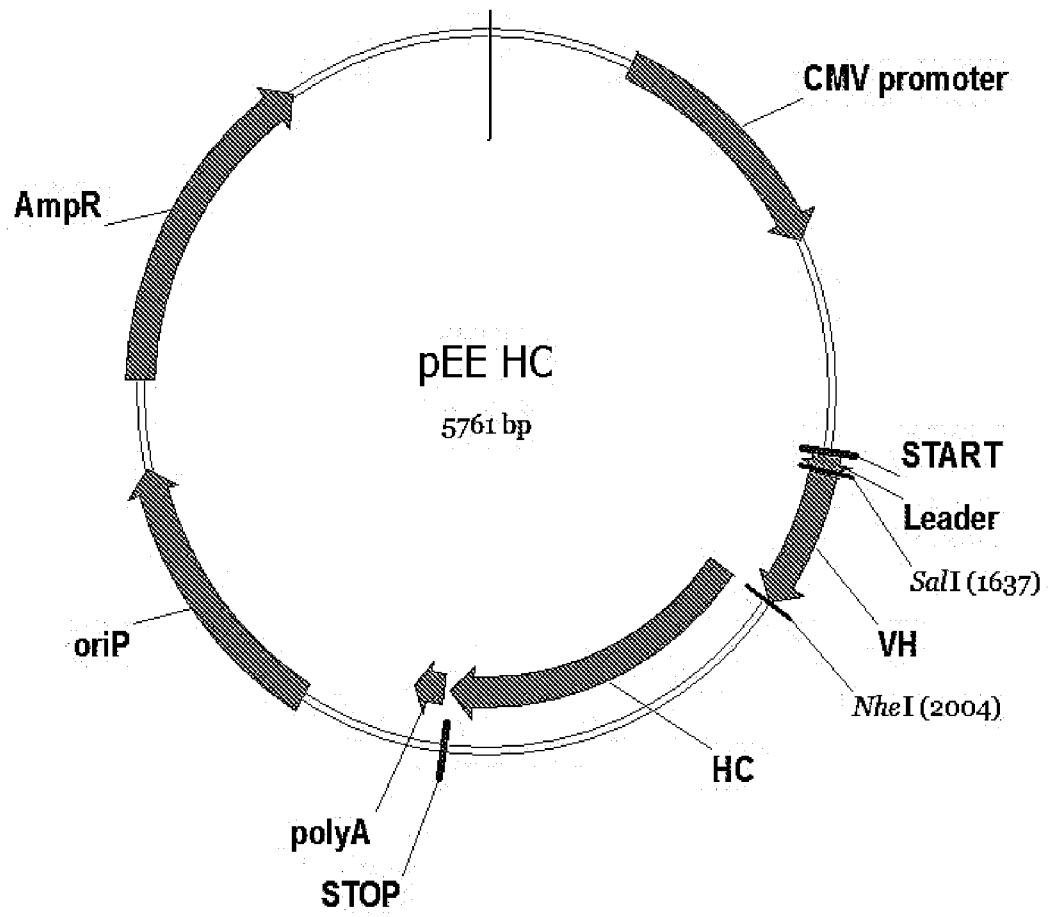 CMV promoter
AmpR
pEE HC
5761 bp
START
Leader
SalI (1637)
VH
NheI (2004)
oriP
HC
polyA
STOP